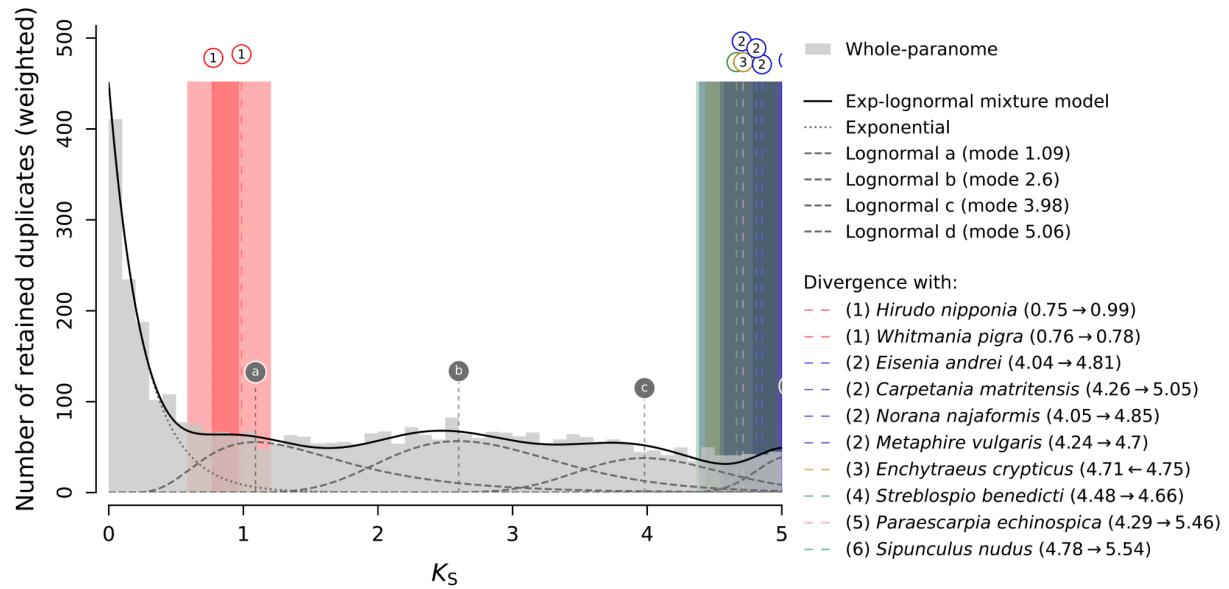 Number of retained duplicates (weighted)
500
400
300
200
100
0
0 1 2 3 4 5
K_S
1 1
2 2 3 2
a b c
Whole-paranome
Exp-lognormal mixture model
Exponential
Lognormal a (mode 1.09)
Lognormal b (mode 2.6)
Lognormal c (mode 3.98)
Lognormal d (mode 5.06)
Divergence with:
(1) Hirudo nipponia (0.75→0.99)
(1) Whitmania pigra (0.76→0.78)
(2) Eisenia andrei (4.04→4.81)
(2) Carpetania matritensis (4.26→5.05)
(2) Norana najaformis (4.05→4.85)
(2) Metaphire vulgaris (4.24→4.7)
(3) Enchytraeus crypticus (4.71←4.75)
(4) Streblospio benedicti (4.48→4.66)
(5) Paraescarpia echinospica (4.29→5.46)
(6) Sipunculus nudus (4.78→5.54)